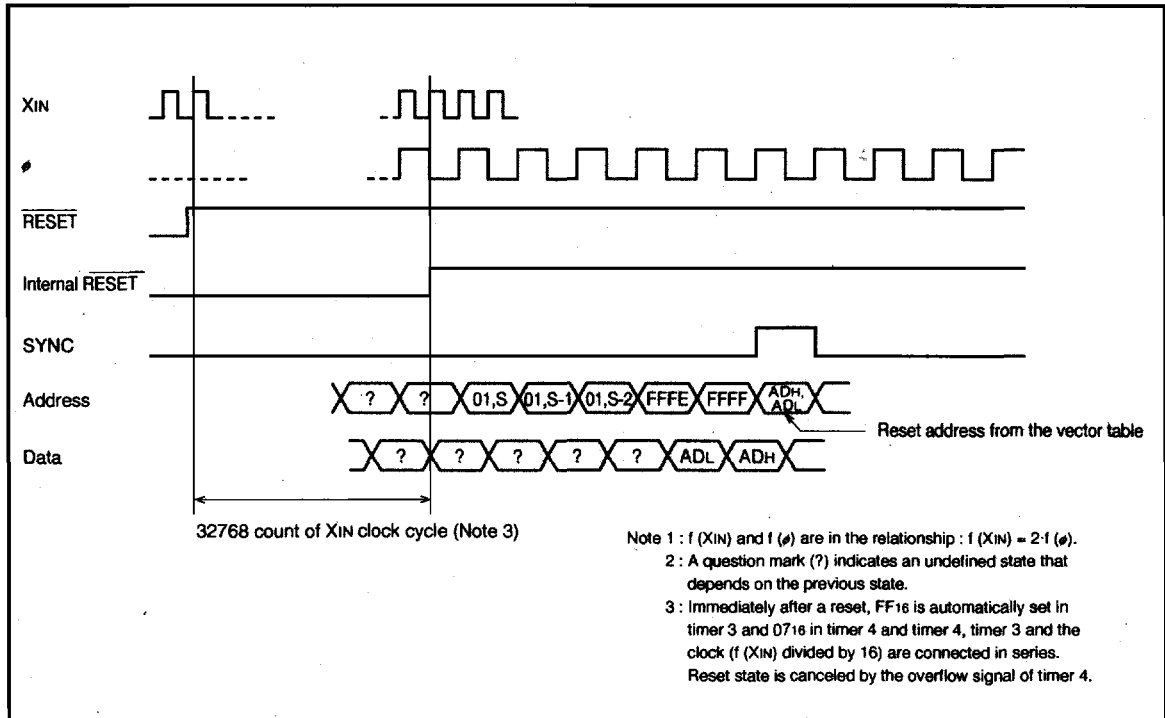 XIN
ø
RESET
Internal RESET
SYNC
Address
? ? 01,S 01,S-1 01,S-2 FFFE FFFF ADH, ADL
Reset address from the vector table
Data
? ? ? ? ? ADL ADH
32768 count of XIN clock cycle (Note 3)
Note 1 : f (XIN) and f (ø) are in the relationship : f (XIN) = 2·f (ø).
2 : A question mark (?) indicates an undefined state that
depends on the previous state.
3 : Immediately after a reset, FF16 is automatically set in
timer 3 and 0716 in timer 4 and timer 4, timer 3 and the
clock (f (XIN) divided by 16) are connected in series.
Reset state is canceled by the overflow signal of timer 4.